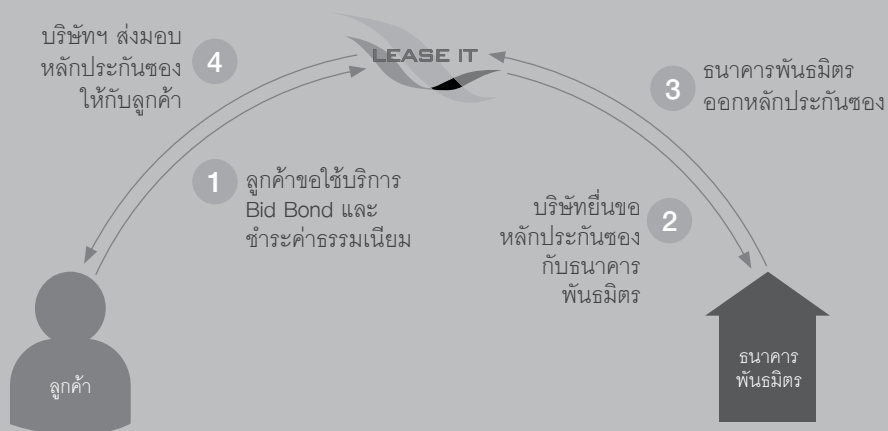 บริษัทฯ ส่งมอบ
หลักประกันซอง
ให้กับลูกค้า
4
LEASE IT
3
ธนาคารพันธมิตร
ออกหลักประกันซอง
1
ลูกค้าขอใช้บริการ
Bid Bond และ
ชำระค่าธรรมเนียม
บริษัทยื่นขอ
หลักประกันซอง
กับธนาคาร
พันธมิตร
2
ลูกค้า
ธนาคาร
พันธมิตร